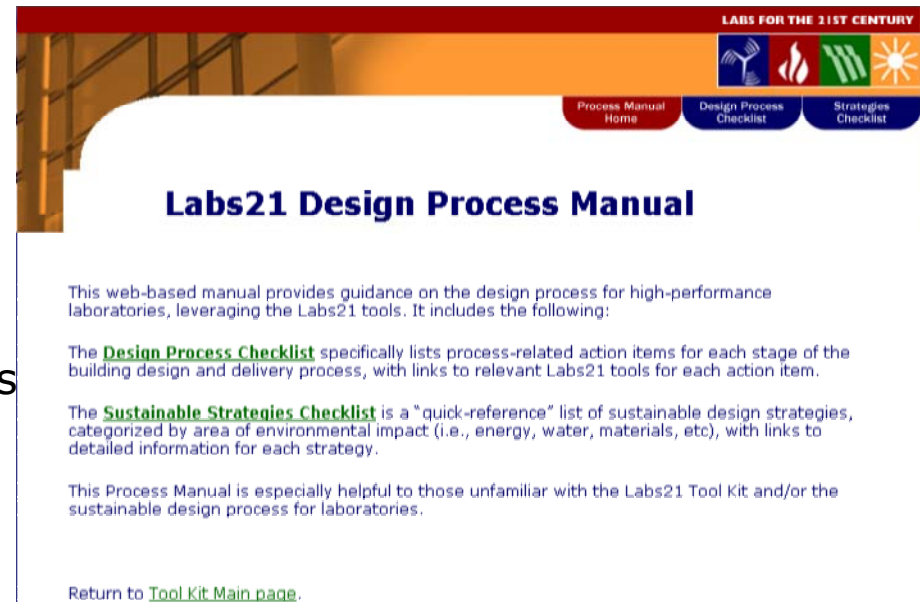 LABS FOR THE 21ST CENTURY
Process Manual
Home
Design Process
Checklist
Strategies
Checklist
Labs21 Design Process Manual
This web-based manual provides guidance on the design process for high-performance
laboratories, leveraging the Labs21 tools. It includes the following:
The Design Process Checklist specifically lists process-related action items for each stage of the
building design and delivery process, with links to relevant Labs21 tools for each action item.
s
The Sustainable Strategies Checklist is a "quick-reference" list of sustainable design strategies,
categorized by area of environmental impact (i.e., energy, water, materials, etc), with links to
detailed information for each strategy.
This Process Manual is especially helpful to those unfamiliar with the Labs21 Tool Kit and/or the
sustainable design process for laboratories.
Return to Tool Kit Main page.